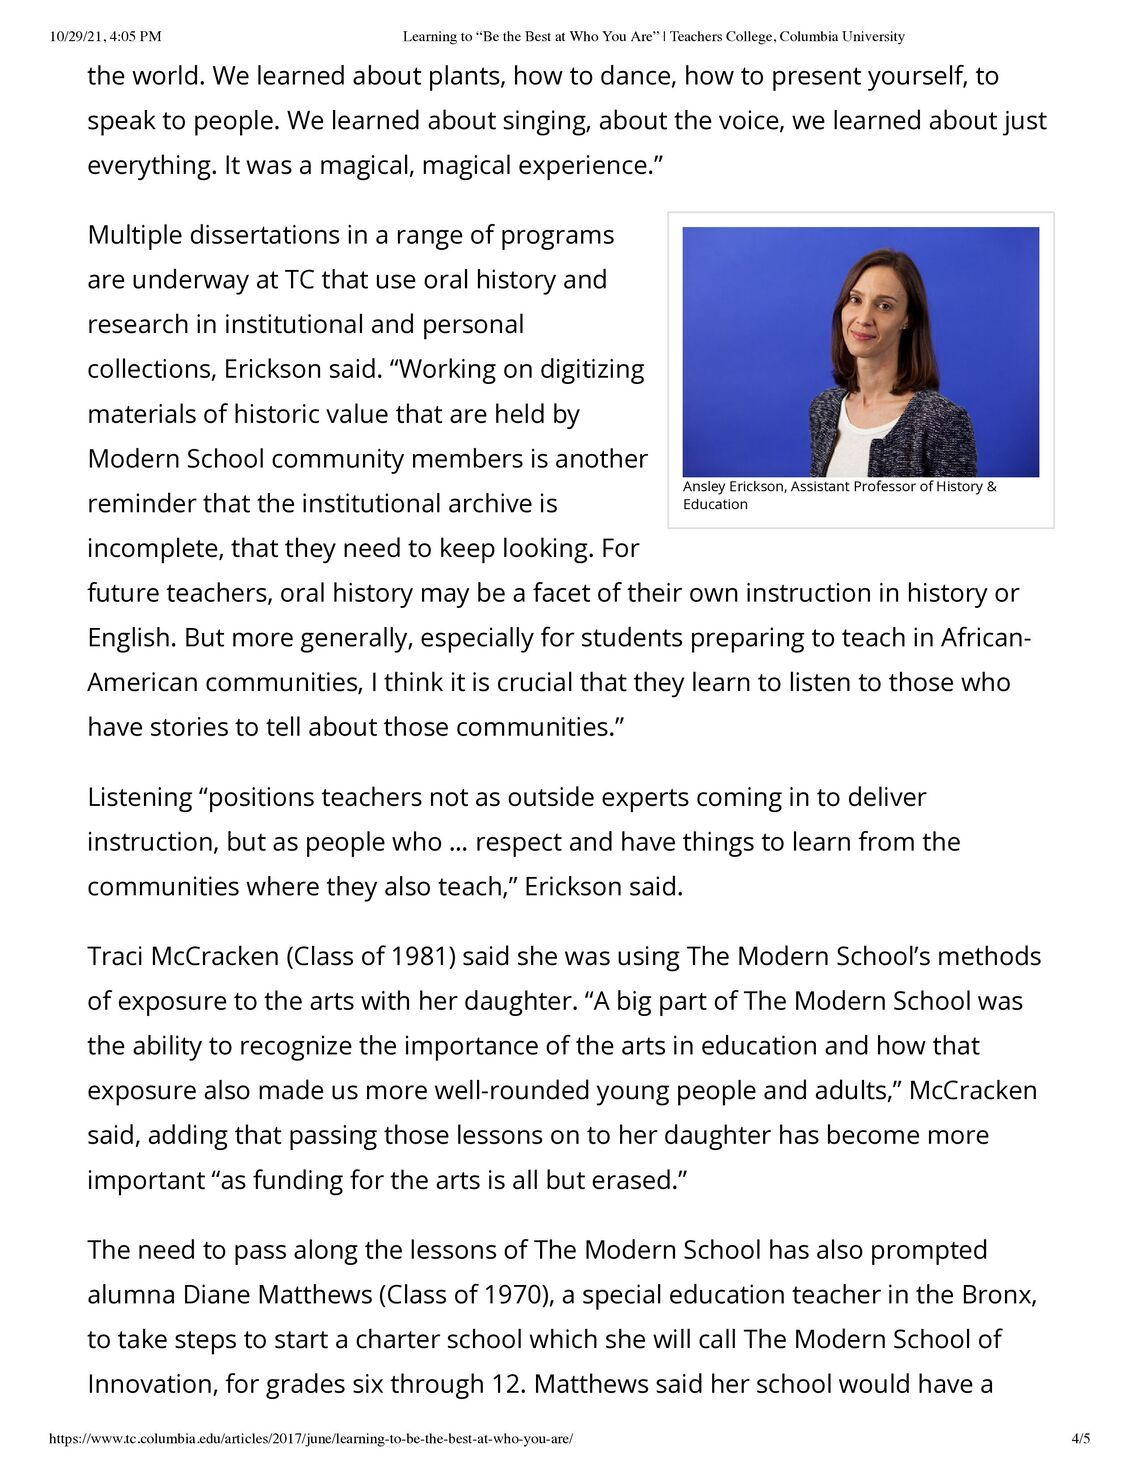 10/29/21, 4:05 PM Learning to “Be the Best at Who You Are” | Teachers College, Columbia University
the world. We learned about plants, how to dance, how to present yourself, to
speak to people. We learned about singing, about the voice, we learned about just
everything. It was a magical, magical experience.”
Multiple dissertations in a range of programs
are underway at TC that use oral history and
research in institutional and personal
collections, Erickson said. “Working on digitizing
materials of historic value that are held by
Modern School community members is another
reminder that the institutional archive is
incomplete, that they need to keep looking. For
Ansley Erickson, Assistant Professor of History &
Education
future teachers, oral history may be a facet of their own instruction in history or
English. But more generally, especially for students preparing to teach in African-
American communities, I think it is crucial that they learn to listen to those who
have stories to tell about those communities.”
Listening “positions teachers not as outside experts coming in to deliver
instruction, but as people who ... respect and have things to learn from the
communities where they also teach,” Erickson said.
Traci McCracken (Class of 1981) said she was using The Modern School’s methods
of exposure to the arts with her daughter. “A big part of The Modern School was
the ability to recognize the importance of the arts in education and how that
exposure also made us more well-rounded young people and adults,” McCracken
said, adding that passing those lessons on to her daughter has become more
important “as funding for the arts is all but erased.”
The need to pass along the lessons of The Modern School has also prompted
alumna Diane Matthews (Class of 1970), a special education teacher in the Bronx,
to take steps to start a charter school which she will call The Modern School of
Innovation, for grades six through 12. Matthews said her school would have a
https://www.tc.columbia.edu/articles/2017/june/learning-to-be-the-best-at-who-you-are/ 4/5